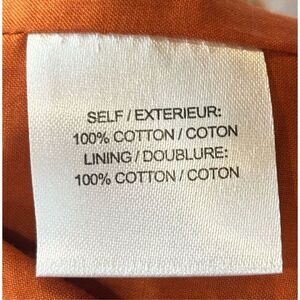 SELF / EXTERIEUR:
100% COTTON / COTON
LINING / DOUBLURE:
100% COTTON / COTON